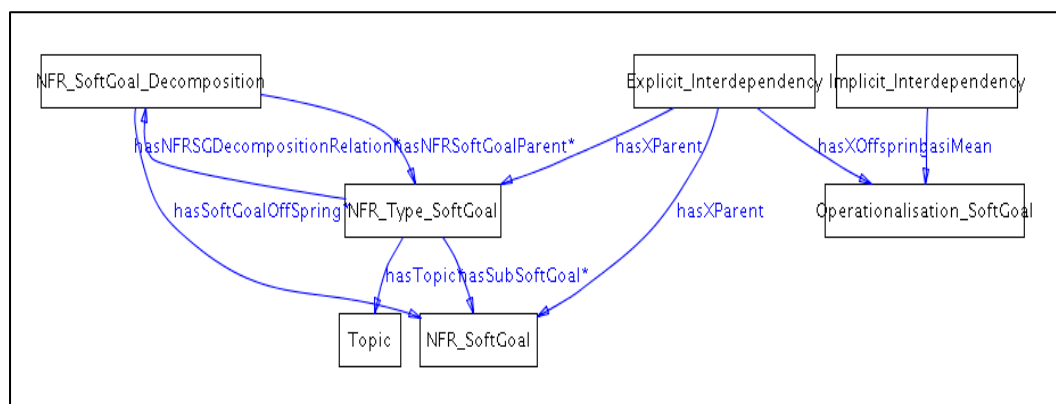 NFR_SoftGoal_Decomposition
Explicit_Interdependency
Implicit_Interdependency
hasNFRSGDecompositionRelation*
hasNFRSoftGoalParent*
hasXParent
hasXOffspring
hasiMean
hasSoftGoalOffSpring*
NFR_Type_SoftGoal
hasXParent
Operationalisation_SoftGoal
hasTopic*
hasSubSoftGoal*
Topic
NFR_SoftGoal